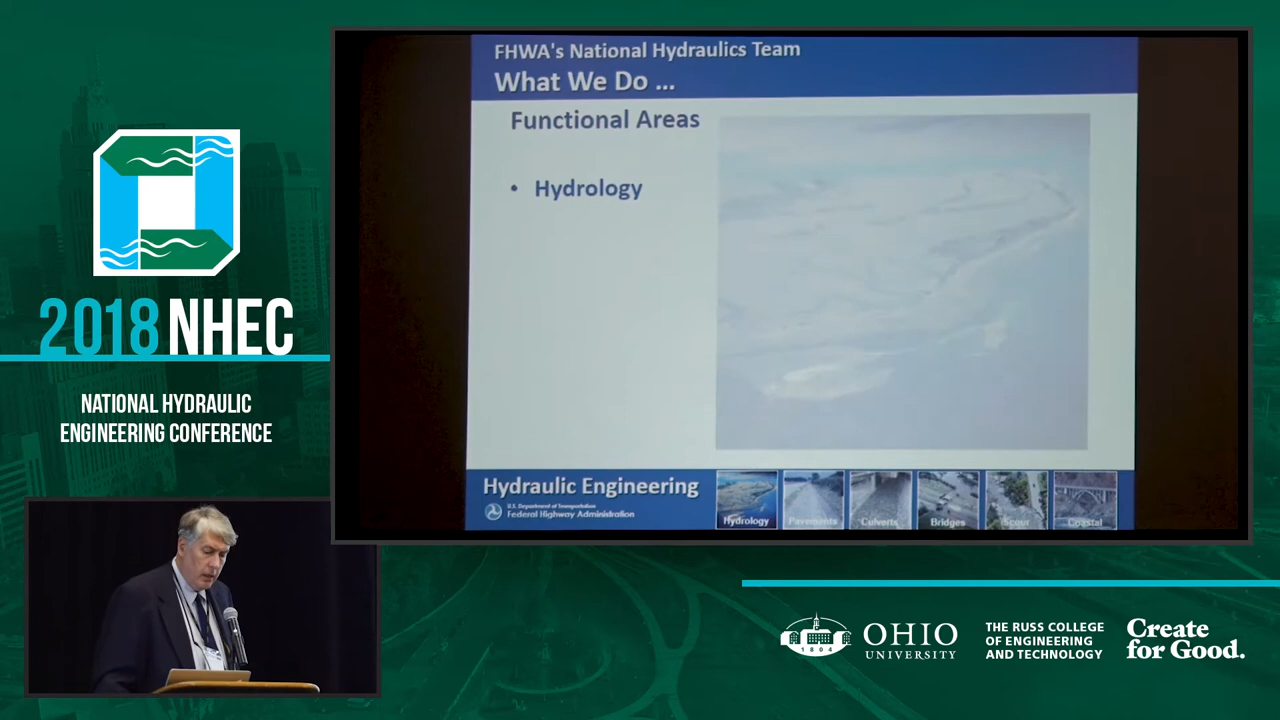 2018 NHEC
NATIONAL HYDRAULIC
ENGINEERING CONFERENCE
FHWA's National Hydraulics Team
What We Do ...
Functional Areas
• Hydrology
Hydraulic Engineering
U.S. Department of Transportation
Federal Highway Administration
Hydrology
Pavements
Culverts
Bridges
Scour
Coastal
1804
OHIO
UNIVERSITY
THE RUSS COLLEGE
OF ENGINEERING
AND TECHNOLOGY
Create
for Good.